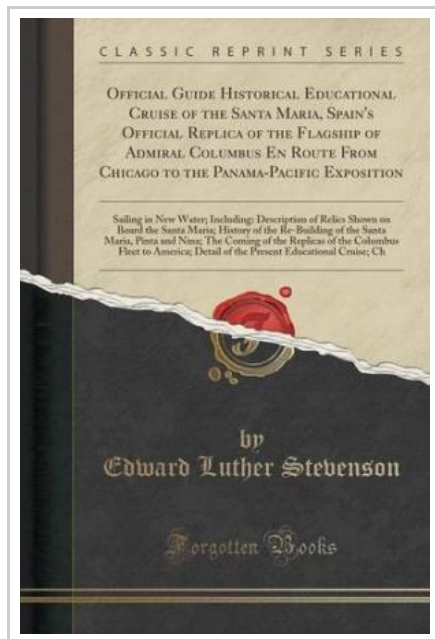 CLASSIC REPRINT SERIES
OFFICIAL GUIDE HISTORICAL EDUCATIONAL
CRUISE OF THE SANTA MARIA, SPAIN'S
OFFICIAL REPLICA OF THE FLAGSHIP OF
ADMIRAL COLUMBUS EN ROUTE FROM
CHICAGO TO THE PANAMA-PACIFIC EXPOSITION
Sailing in New Water; Including: Description of Relics Shown on
Board the Santa Maria; History of the Re-Building of the Santa
Maria, Pinta and Nina; The Coming of the Replicas of the Columbus
Fleet to America; Detail of the Present Educational Cruise; Ch
by
Edward Luther Stevenson
Forgotten Books